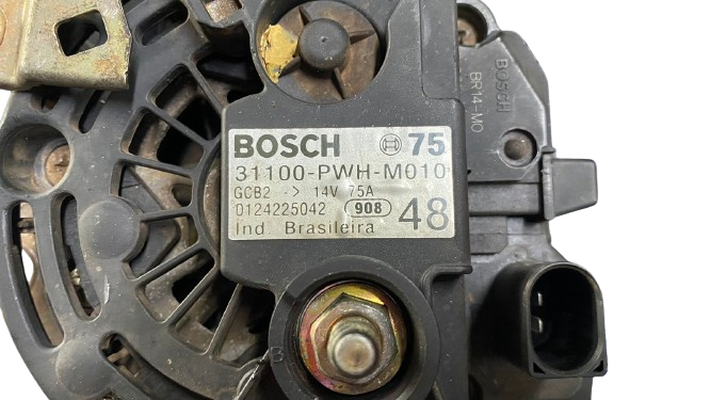 BOSCH 75
31100-PWH-M010
GCB2 -> 14V 75A
0124225042 908 48
Ind Brasileira
BOSCH
BR14-M0
B